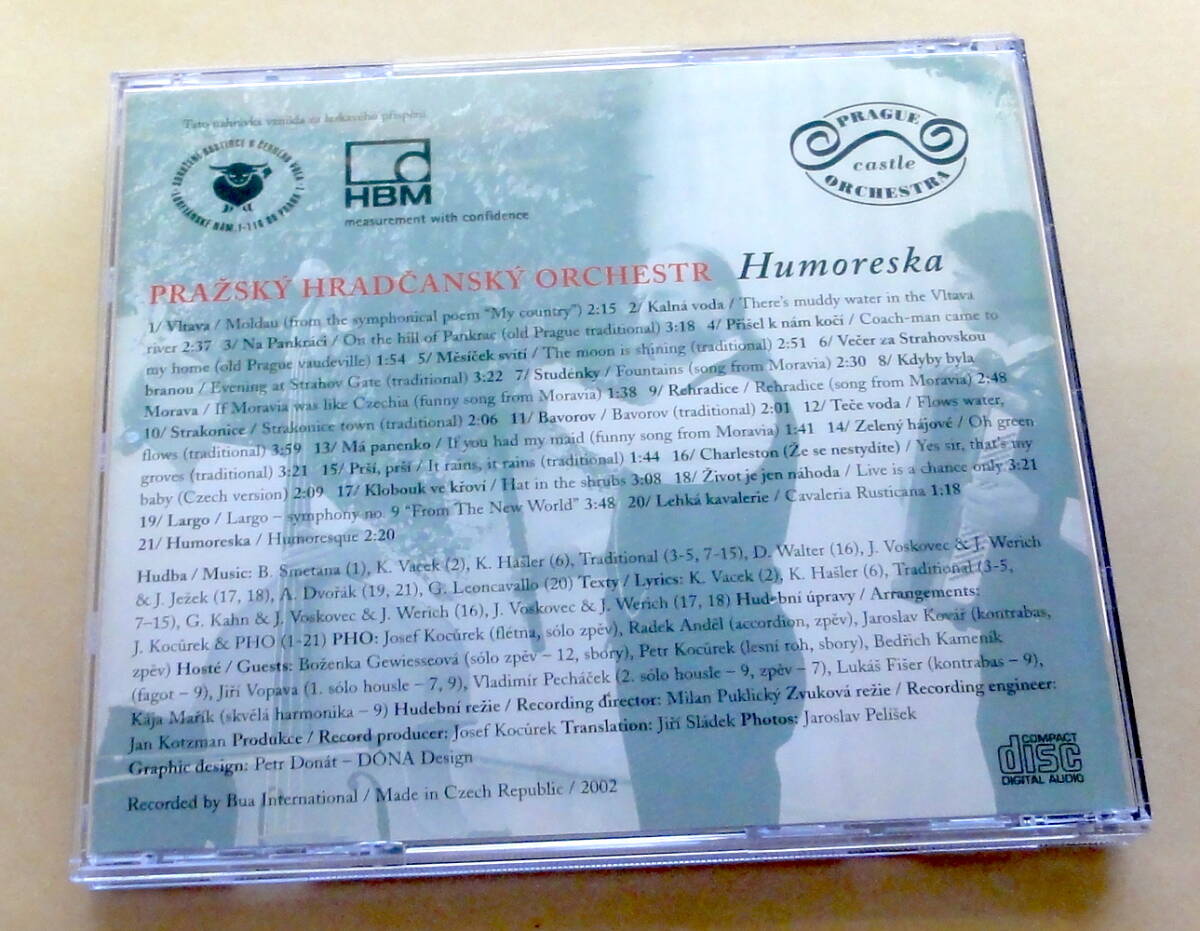 Tato nahrávka vznikla za laskavého přispění
SDRUŽENÍ HOSTINCE U ČERNÉHO VOLA
LORETÁNSKÉ NÁM. 1 - 118 00 PRAHA 1
HBM
measurement with confidence
PRAGUE
castle
ORCHESTRA
PRAŽSKÝ HRADČANSKÝ ORCHESTR Humoreska
1/ Vltava / Moldau (from the symphonical poem "My country") 2:15 2/ Kalná voda / There's muddy water in the Vltava
river 2:37 3/ Na Pankráci / On the hill of Pankrac (old Prague traditional) 3:18 4/ Přišel k nám kočí / Coach-man came to
my home (old Prague vaudeville) 1:54 5/ Měsíček svítí / The moon is shining (traditional) 2:51 6/ Večer za Strahovskou
branou / Evening at Strahov Gate (traditional) 3:22 7/ Studénky / Fountains (song from Moravia) 2:30 8/ Kdyby byla
Morava / If Moravia was like Czechia (funny song from Moravia) 1:38 9/ Rehradice / Rehradice (song from Moravia) 2:48
10/ Strakonice / Strakonice town (traditional) 2:06 11/ Bavorov / Bavorov (traditional) 2:01 12/ Teče voda / Flows water,
flows (traditional) 3:59 13/ Má panenko / If you had my maid (funny song from Moravia) 1:41 14/ Zelený hájové / Oh green
groves (traditional) 3:21 15/ Prší, prší / It rains, it rains (traditional) 1:44 16/ Charleston (Že se nestydíte) / Yes sir, that's my
baby (Czech version) 2:09 17/ Klobouk ve křoví / Hat in the shrubs 3:08 18/ Život je jen náhoda / Live is a chance only 3:21
19/ Largo / Largo – symphony no. 9 "From The New World" 3:48 20/ Lehká kavalerie / Cavaleria Rusticana 1:18
21/ Humoreska / Humoresque 2:20
Hudba / Music: B. Smetana (1), K. Vacek (2), K. Hašler (6), Traditional (3-5, 7-15), D. Walter (16), J. Voskovec & J. Werich
& J. Ježek (17, 18), A. Dvořák (19, 21), G. Leoncavallo (20) Texty / Lyrics: K. Vacek (2), K. Hašler (6), Traditional (3-5,
7–15), G. Kahn & J. Voskovec & J. Werich (16), J. Voskovec & J. Werich (17, 18) Hudební úpravy / Arrangements:
J. Kocůrek & PHO (1-21) PHO: Josef Kocůrek (flétna, sólo zpěv), Radek Anděl (accordion, zpěv), Jaroslav Kovář (kontrabas,
zpěv) Hosté / Guests: Boženka Gewiesseová (sólo zpěv – 12, sbory), Petr Kocůrek (lesní roh, sbory), Bedřich Kameník
(fagot – 9), Jiří Vopava (1. sólo housle – 7, 9), Vladimír Pecháček (2. sólo housle – 9, zpěv – 7), Lukáš Fišer (kontrabas – 9),
Kája Mařík (skvělá harmonika – 9) Hudební režie / Recording director: Milan Puklický Zvuková režie / Recording engineer:
Jan Kotzman Produkce / Record producer: Josef Kocůrek Translation: Jiří Sládek Photos: Jaroslav Pelíšek
Graphic design: Petr Donát – DÓNA Design
Recorded by Bua International / Made in Czech Republic / 2002
COMPACT
disc
DIGITAL AUDIO